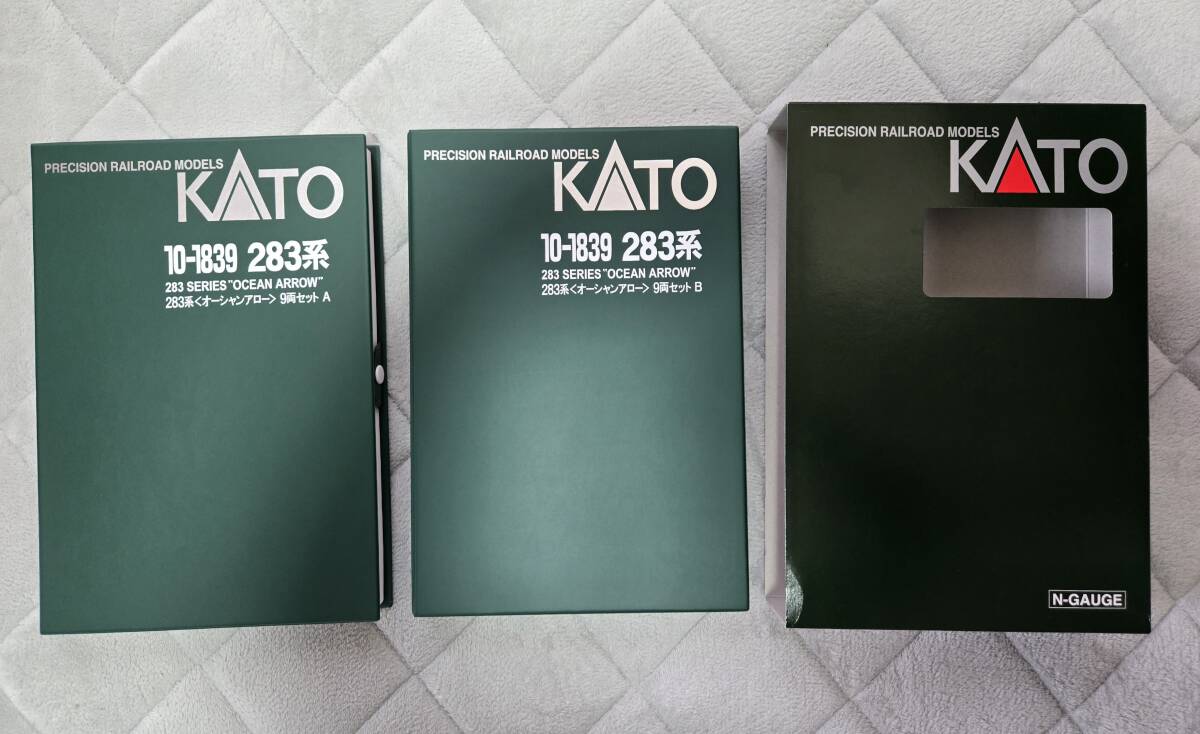 PRECISION RAILROAD MODELS
KATO
10-1839 283系
283 SERIES "OCEAN ARROW"
283系<オーシャンアロー> 9両セット A
PRECISION RAILROAD MODELS
KATO
10-1839 283系
283 SERIES "OCEAN ARROW"
283系<オーシャンアロー> 9両セット B
PRECISION RAILROAD MODELS
KATO
N-GAUGE